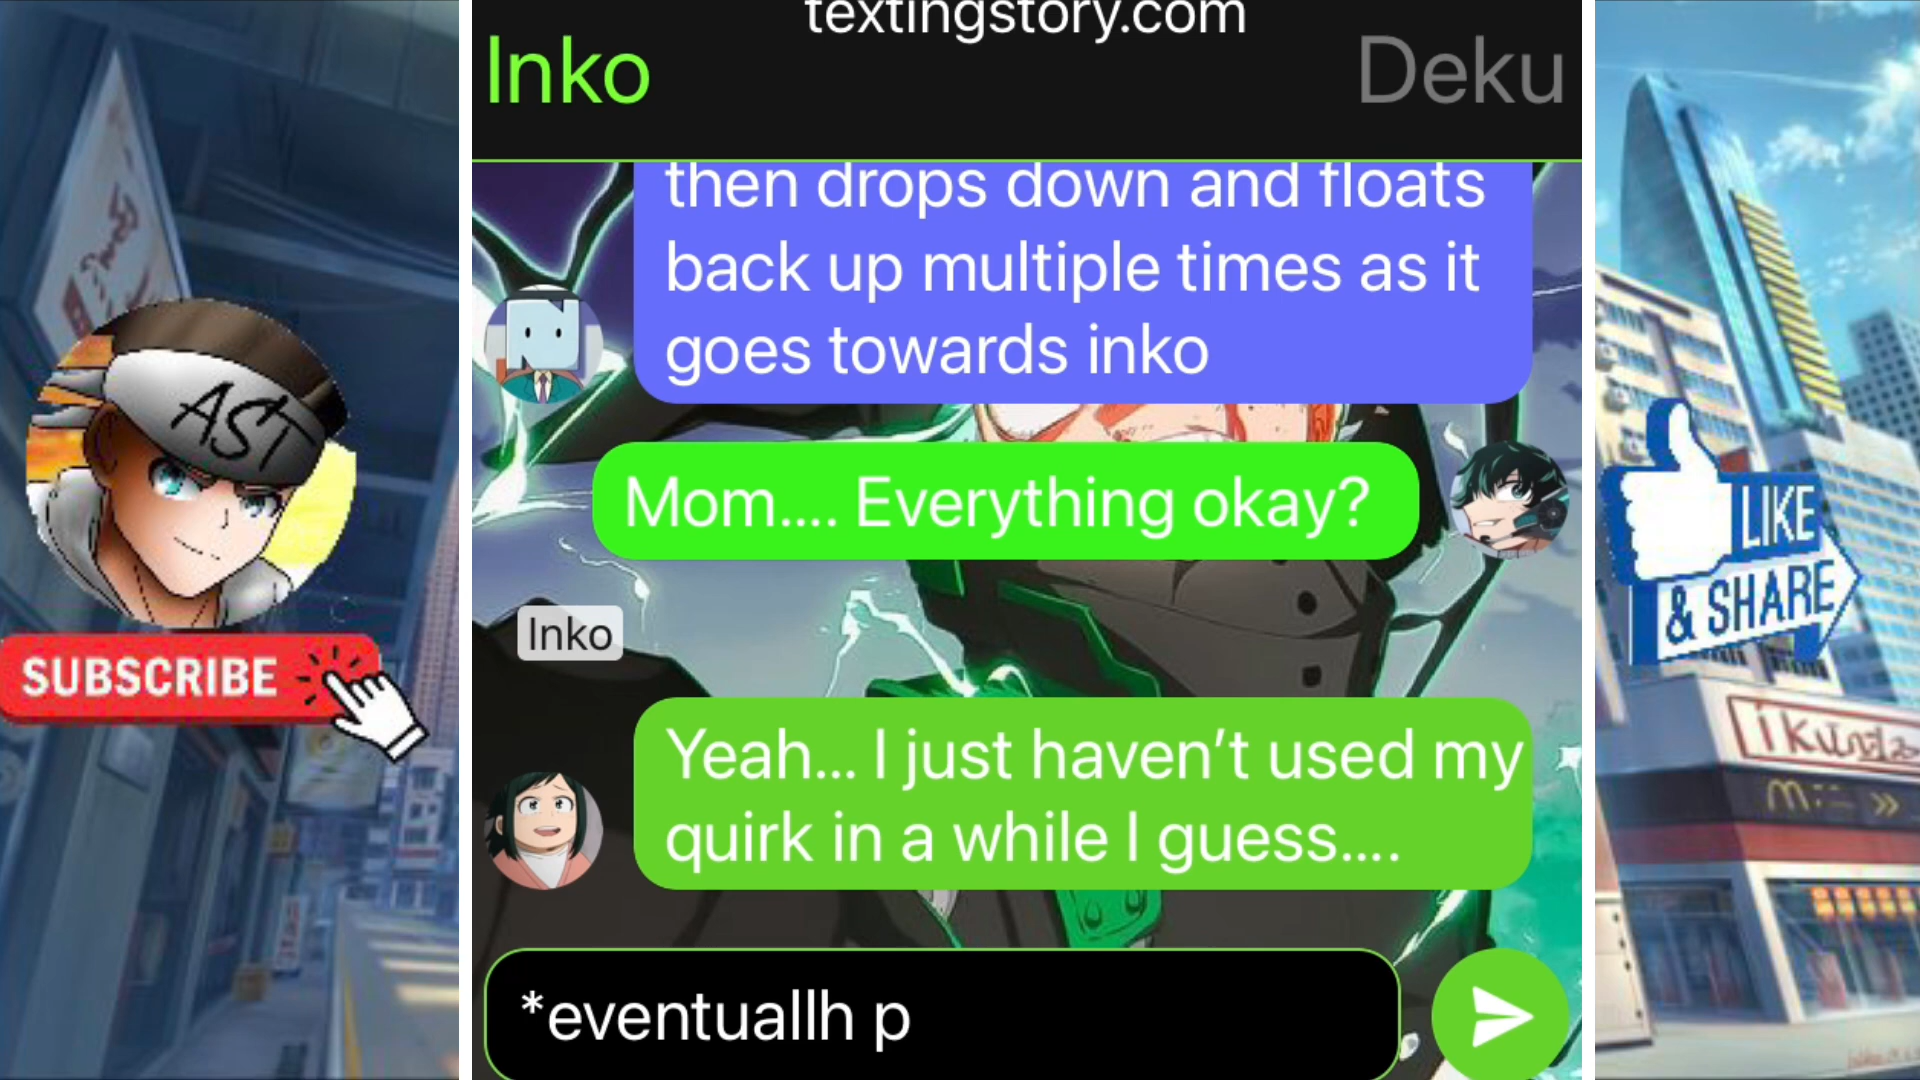 textingstory.com
Inko
Deku
then drops down and floats
back up multiple times as it
goes towards inko
Mom.... Everything okay?
Inko
Yeah... I just haven’t used my
quirk in a while I guess....
*eventuallh p
AST
SUBSCRIBE
LIKE
& SHARE